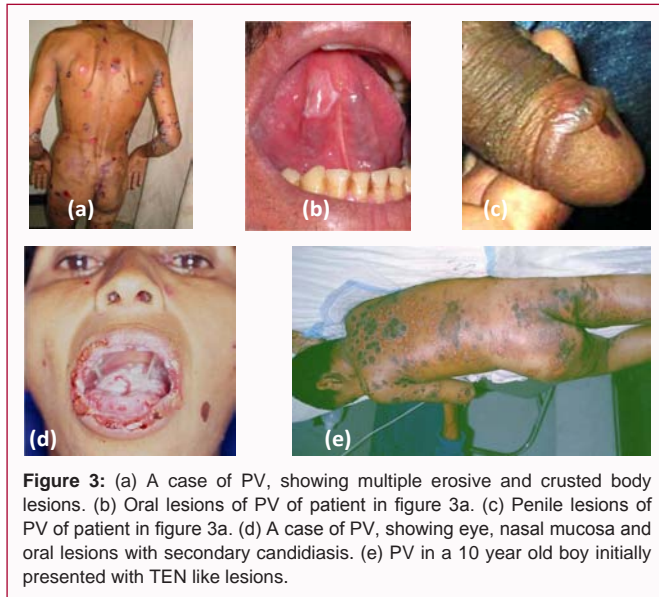 (a)
(b)
(c)
(d)
(e)
Figure 3: (a) A case of PV, showing multiple erosive and crusted body
lesions. (b) Oral lesions of PV of patient in figure 3a. (c) Penile lesions of
PV of patient in figure 3a. (d) A case of PV, showing eye, nasal mucosa and
oral lesions with secondary candidiasis. (e) PV in a 10 year old boy initially
presented with TEN like lesions.